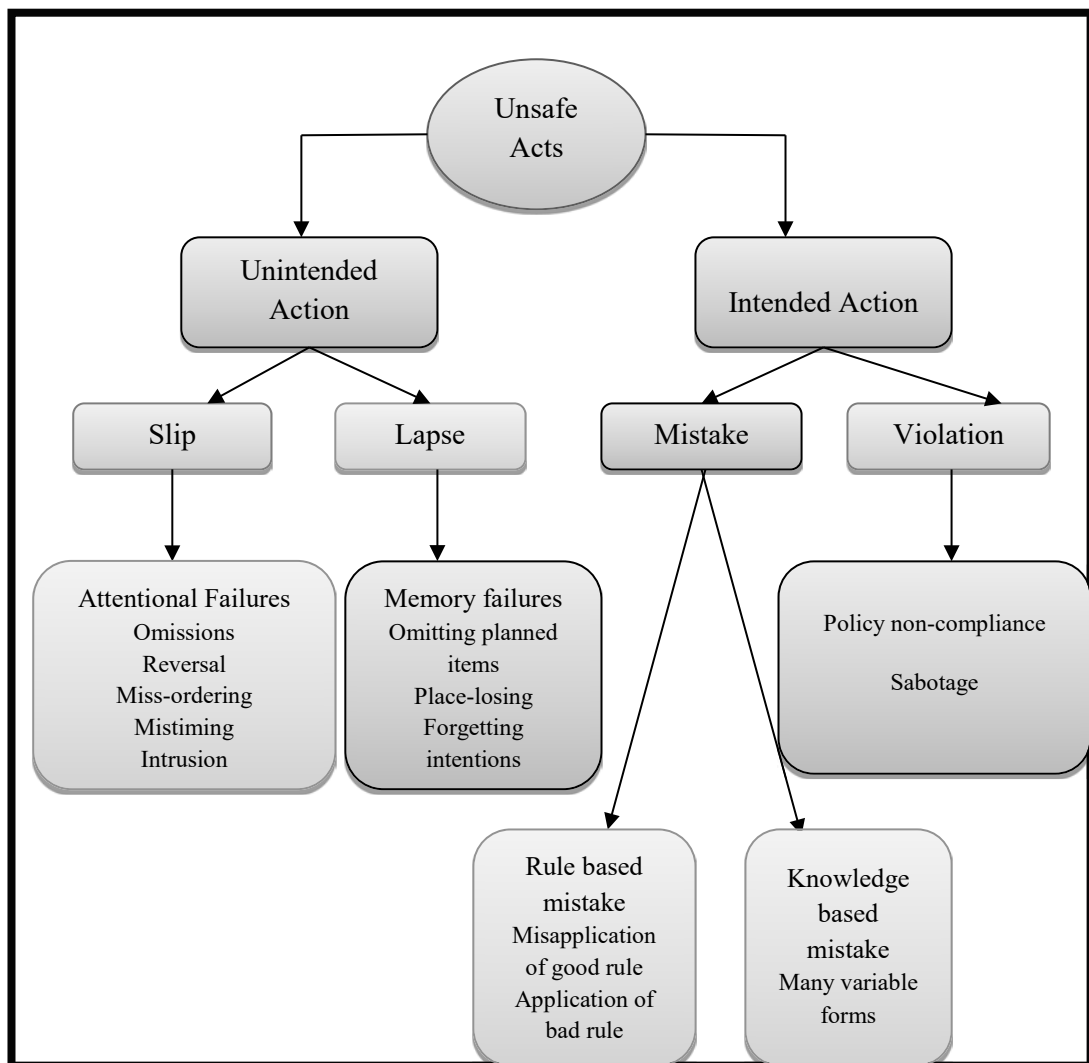 Unsafe
Acts
Unintended
Action
Intended Action
Slip
Lapse
Mistake
Violation
Attentional Failures
Omissions
Reversal
Miss-ordering
Mistiming
Intrusion
Memory failures
Omitting planned
items
Place-losing
Forgetting
intentions
Policy non-compliance
Sabotage
Rule based
mistake
Misapplication
of good rule
Application of
bad rule
Knowledge
based
mistake
Many variable
forms